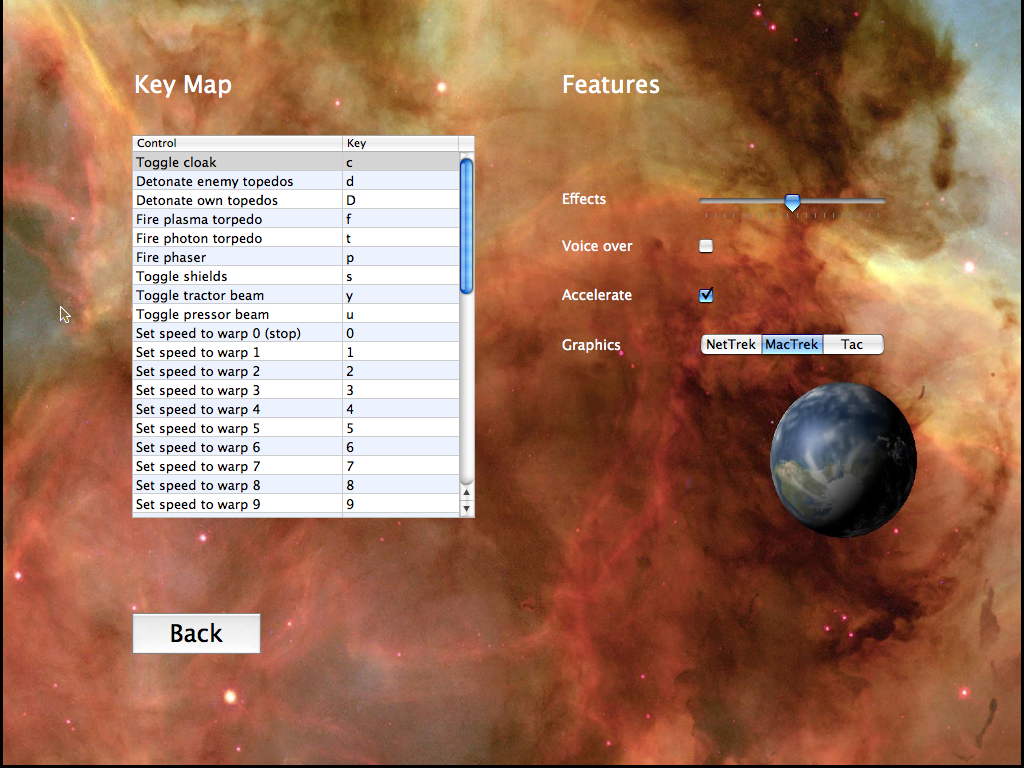 Key Map
Features
Control Key
Toggle cloak c
Detonate enemy topedos d
Detonate own topedos D
Fire plasma torpedo f
Fire photon torpedo t
Fire phaser p
Toggle shields s
Toggle tractor beam y
Toggle pressor beam u
Set speed to warp 0 (stop) 0
Set speed to warp 1 1
Set speed to warp 2 2
Set speed to warp 3 3
Set speed to warp 4 4
Set speed to warp 5 5
Set speed to warp 6 6
Set speed to warp 7 7
Set speed to warp 8 8
Set speed to warp 9 9
Effects
Voice over
Accelerate
Graphics NetTrek MacTrek Tac
Back